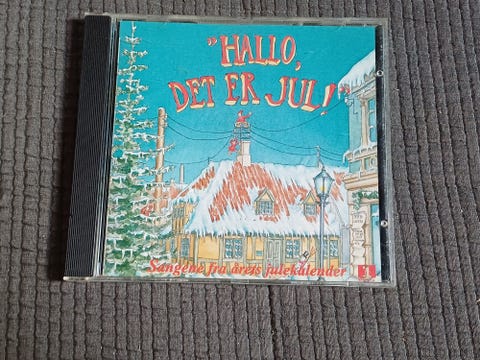 "HALLO,
DET ER JUL!"
Sangene fra årets julekalender